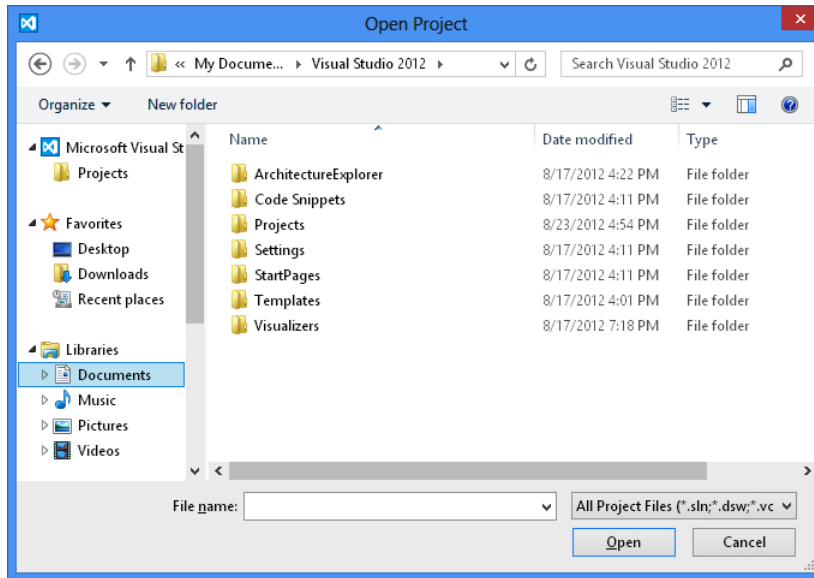 Open Project
« My Docume... Visual Studio 2012 Search Visual Studio 2012
Organize New folder
Name Date modified Type
Microsoft Visual St
Projects
Favorites
Desktop
Downloads
Recent places
Libraries
Documents
Music
Pictures
Videos
ArchitectureExplorer 8/17/2012 4:22 PM File folder
Code Snippets 8/17/2012 4:11 PM File folder
Projects 8/23/2012 4:54 PM File folder
Settings 8/17/2012 4:11 PM File folder
StartPages 8/17/2012 4:11 PM File folder
Templates 8/17/2012 4:01 PM File folder
Visualizers 8/17/2012 7:18 PM File folder
File name: All Project Files (*.sln;*.dsw;*.vc
Open Cancel